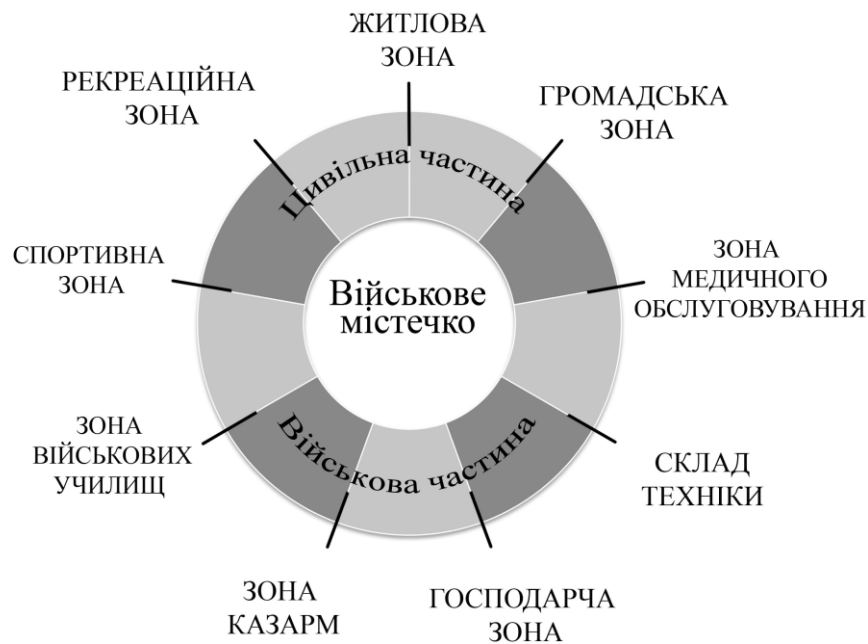 ЖИТЛОВА
ЗОНА
РЕКРЕАЦІЙНА
ЗОНА
ГРОМАДСЬКА
ЗОНА
Цивільна частина
СПОРТИВНА
ЗОНА
ЗОНА
МЕДИЧНОГО
ОБСЛУГОВУВАННЯ
Військове
містечко
ЗОНА
ВІЙСЬКОВИХ
УЧИЛИЩ
Військова частина
СКЛАД
ТЕХНІКИ
ЗОНА
КАЗАРМ
ГОСПОДАРЧА
ЗОНА